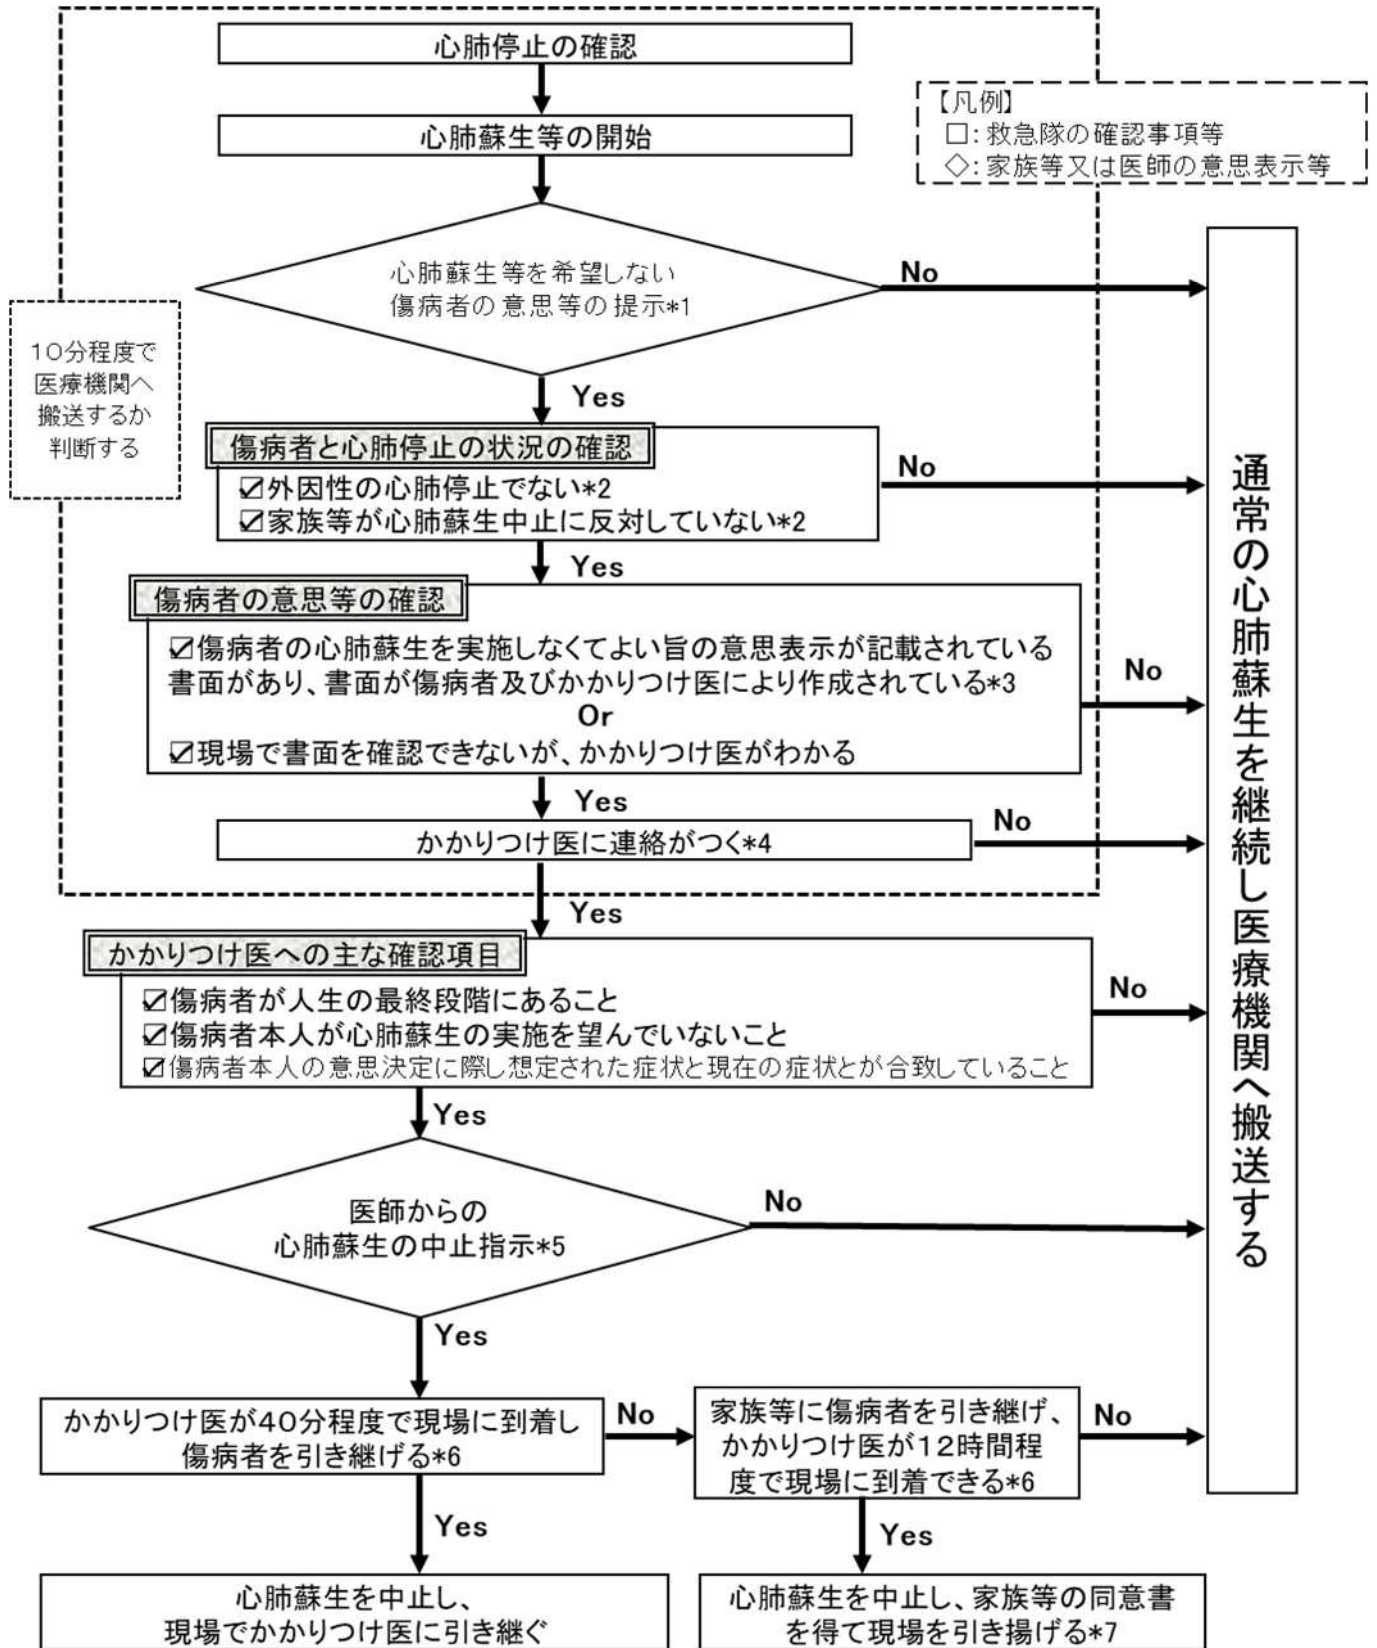 心肺停止の確認
心肺蘇生等の開始
【凡例】
□：救急隊の確認事項等
◇：家族等又は医師の意思表示等
心肺蘇生等を希望しない
傷病者の意思等の提示*1
No
10分程度で
医療機関へ
搬送するか
判断する
Yes
傷病者と心肺停止の状況の確認
☑外因性の心肺停止でない*2
☑家族等が心肺蘇生中止に反対していない*2
No
Yes
傷病者の意思等の確認
☑傷病者の心肺蘇生を実施しなくてよい旨の意思表示が記載されている
書面があり、書面が傷病者及びかかりつけ医により作成されている*3
Or
☑現場で書面を確認できないが、かかりつけ医がわかる
No
Yes
かかりつけ医に連絡がつく*4
No
Yes
かかりつけ医への主な確認項目
☑傷病者が人生の最終段階にあること
☑傷病者本人が心肺蘇生の実施を望んでいないこと
☑傷病者本人の意思決定に際し想定された症状と現在の症状とが合致していること
No
Yes
医師からの
心肺蘇生の中止指示*5
No
Yes
かかりつけ医が40分程度で現場に到着し
傷病者を引き継げる*6
No
家族等に傷病者を引き継げ、
かかりつけ医が12時間程
度で現場に到着できる*6
No
Yes
Yes
心肺蘇生を中止し、
現場でかかりつけ医に引き継ぐ
心肺蘇生を中止し、家族等の同意書
を得て現場を引き揚げる*7
通常の心肺蘇生を継続し医療機関へ搬送する